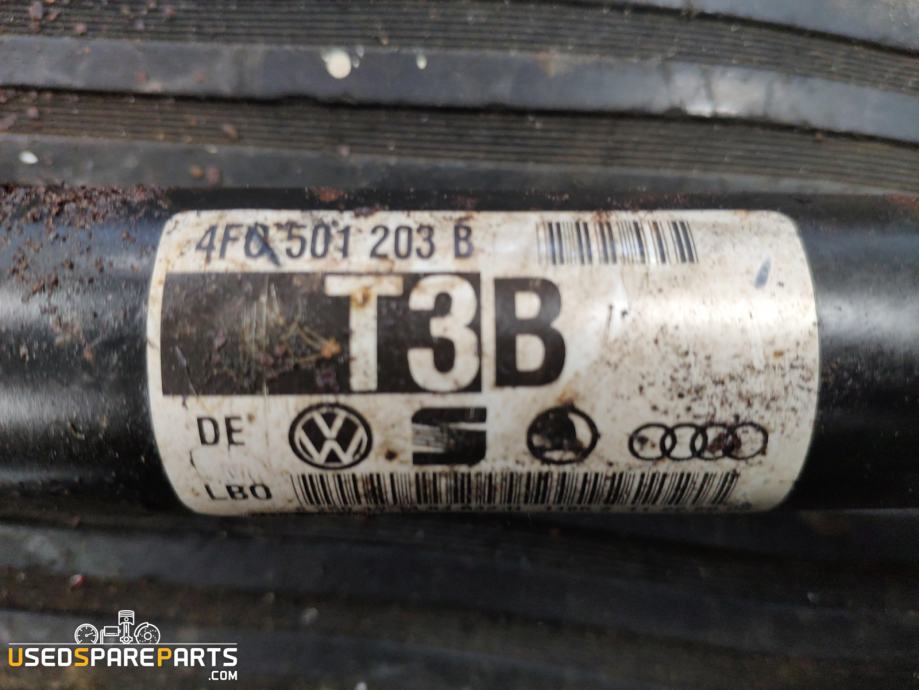 4F0 501 203 B
T3B
DE
LBO
USEDSPAREPARTS
.COM